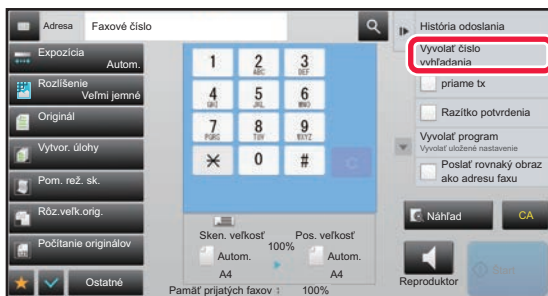 Adresa
Faxové číslo
Expozícia
Autom.
Rozlíšenie
Veľmi jemné
Originál
Vytvor. úlohy
Pom. rež. sk.
Rôz.veľk.orig.
Počítanie originálov
Ostatné
1
2
ABC
3
DEF
4
GHI
5
JKL
6
MNO
7
PQRS
8
TUV
9
WXYZ
0
#
C
Sken. veľkosť
Pos. veľkosť
100%
Autom.
Autom.
A4
A4
Pamäť prijatých faxov : 100%
História odoslania
Vyvolať číslo
vyhľadania
priame tx
Razítko potvrdenia
Vyvolať program
Vyvolať uložené nastavenie
Poslať rovnaký obraz
ako adresu faxu
Náhľad
CA
Reproduktor
Štart